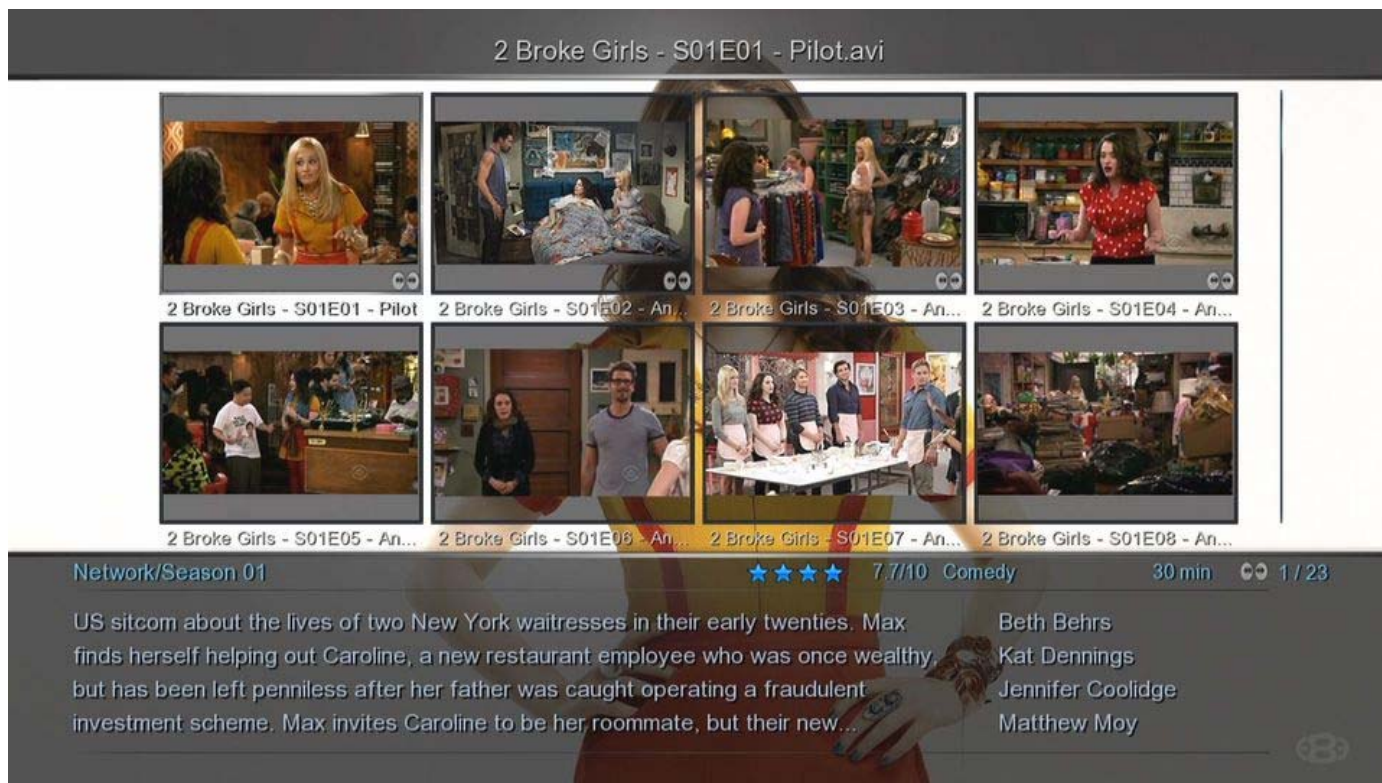 2 Broke Girls - S01E01 - Pilot.avi
2 Broke Girls - S01E01 - Pilot
2 Broke Girls - S01E02 - An...
2 Broke Girls - S01E03 - An...
2 Broke Girls - S01E04 - An...
2 Broke Girls - S01E05 - An...
2 Broke Girls - S01E06 - An...
2 Broke Girls - S01E07 - An...
2 Broke Girls - S01E08 - An...
Network/Season 01
7.7/10 Comedy
30 min
1 / 23
US sitcom about the lives of two New York waitresses in their early twenties. Max
finds herself helping out Caroline, a new restaurant employee who was once wealthy,
but has been left penniless after her father was caught operating a fraudulent
investment scheme. Max invites Caroline to be her roommate, but their new...
Beth Behrs
Kat Dennings
Jennifer Coolidge
Matthew Moy